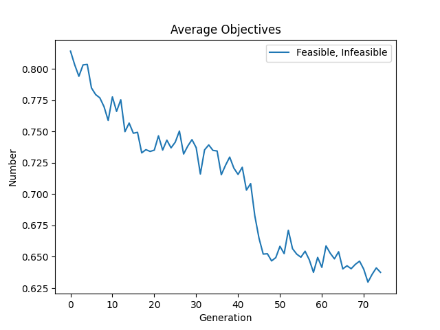 Average Objectives
Feasible, Infeasible
Number
0.800
0.775
0.750
0.725
0.700
0.675
0.650
0.625
0 10 20 30 40 50 60 70
Generation